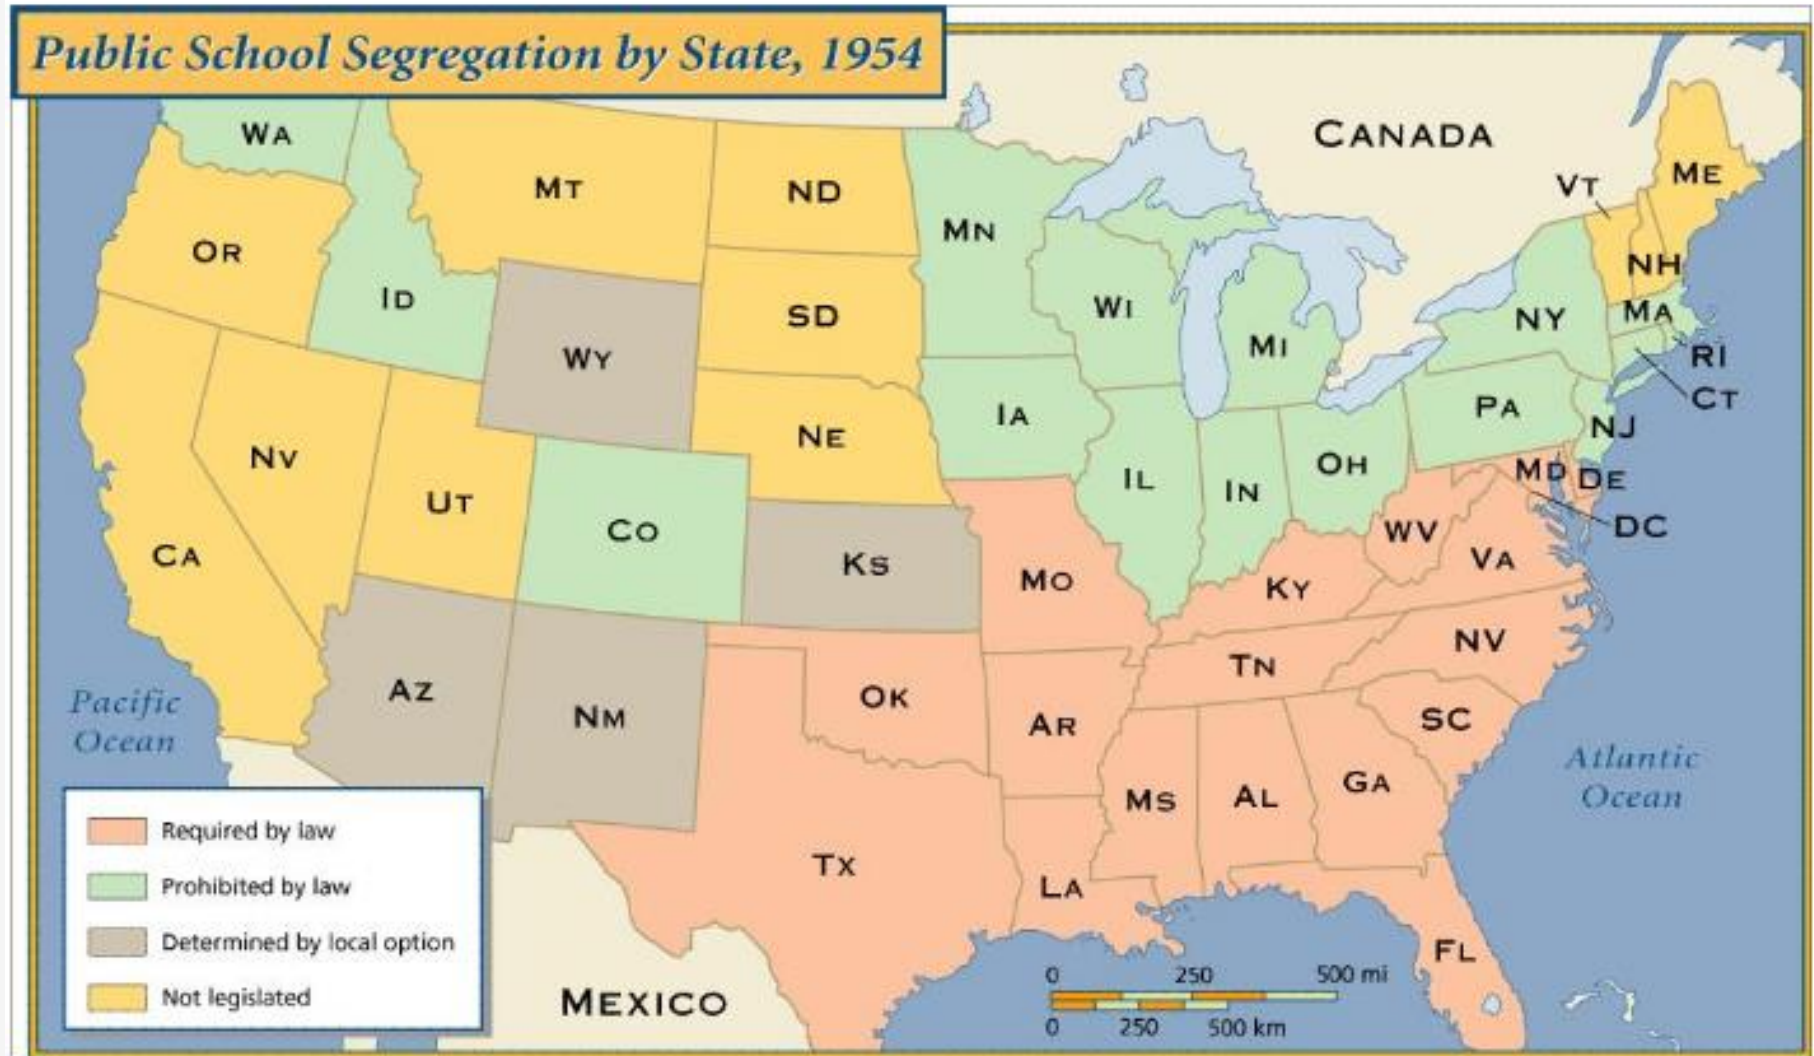 Public School Segregation by State, 1954
CANADA
WA
MT
ND
MN
VT
ME
OR
ID
WY
SD
WI
MI
NY
NH
MA
RI
CT
NV
UT
NE
IA
PA
NJ
CA
CO
KS
IL
IN
OH
MD
DE
DC
WV
VA
MO
KY
NV
TN
AZ
NM
OK
AR
SC
Pacific
Ocean
Atlantic
Ocean
MS
AL
GA
TX
LA
FL
Required by law
Prohibited by law
Determined by local option
Not legislated
MEXICO
0 250 500 mi
0 250 500 km